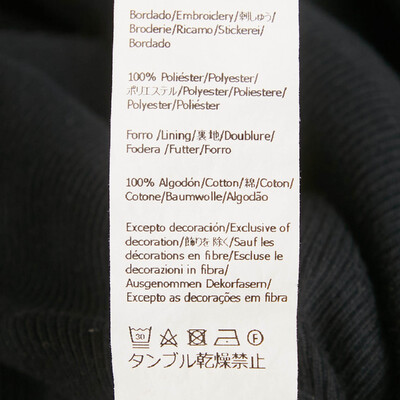 Bordado/Embroidery/刺しゅう/
Broderie/Ricamo/Stickerei/
Bordado
100% Poliéster/Polyester/
ポリエステル/Polyester/Poliestere/
Polyester/Poliéster
Forro /Lining/裏地/Doublure/
Fodera /Futter/Forro
100% Algodón/Cotton/綿/Coton/
Cotone/Baumwolle/Algodão
Excepto decoración/Exclusive of
decoration/飾りを除く/Sauf les
décorations en fibre/Escluse le
decorazioni in fibra/
Ausgenommen Dekorfasern/
Excepto as decorações em fibra
30 F
タンブル乾燥禁止